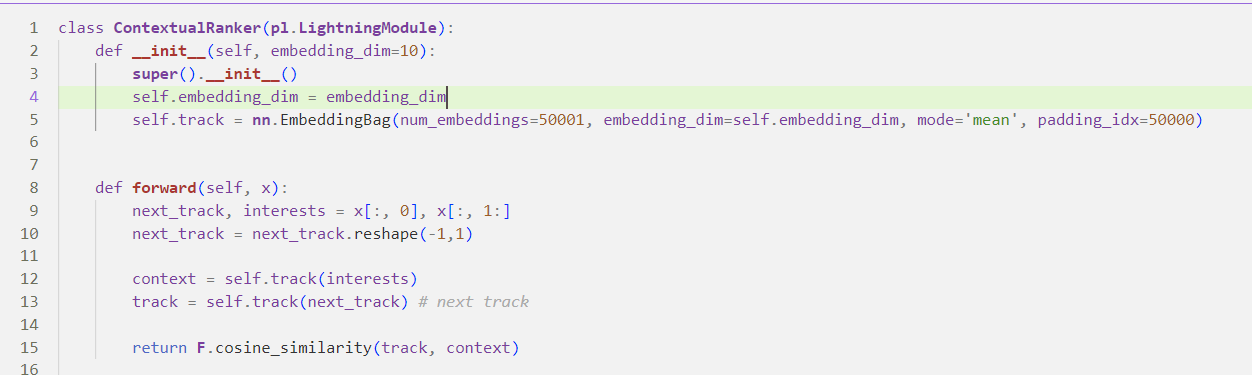 1 class ContextualRanker(pl.LightningModule):
2 def __init__(self, embedding_dim=10):
3 super().__init__()
4 self.embedding_dim = embedding_dim
5 self.track = nn.EmbeddingBag(num_embeddings=50001, embedding_dim=self.embedding_dim, mode='mean', padding_idx=50000)
6
7
8 def forward(self, x):
9 next_track, interests = x[:, 0], x[:, 1:]
10 next_track = next_track.reshape(-1,1)
11
12 context = self.track(interests)
13 track = self.track(next_track) # next track
14
15 return F.cosine_similarity(track, context)
16